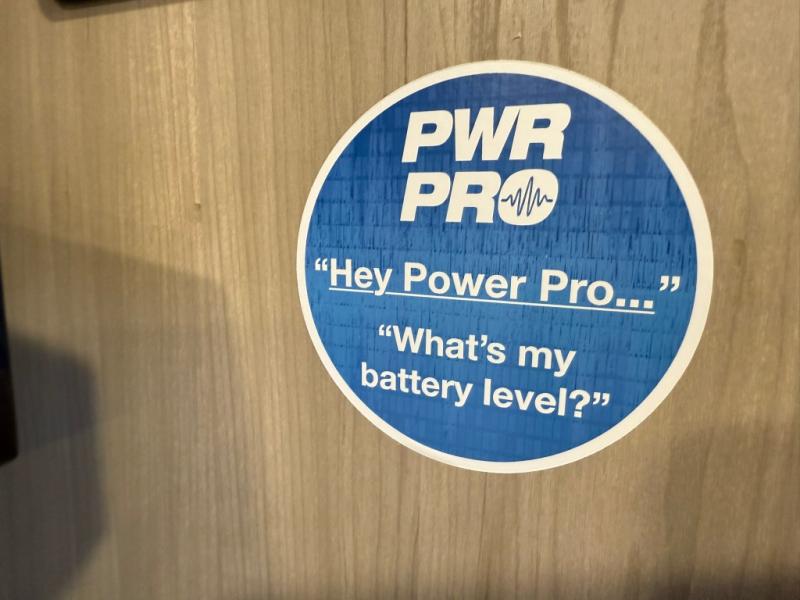 PWR
PRO
“Hey Power Pro...”
“What’s my
battery level?”